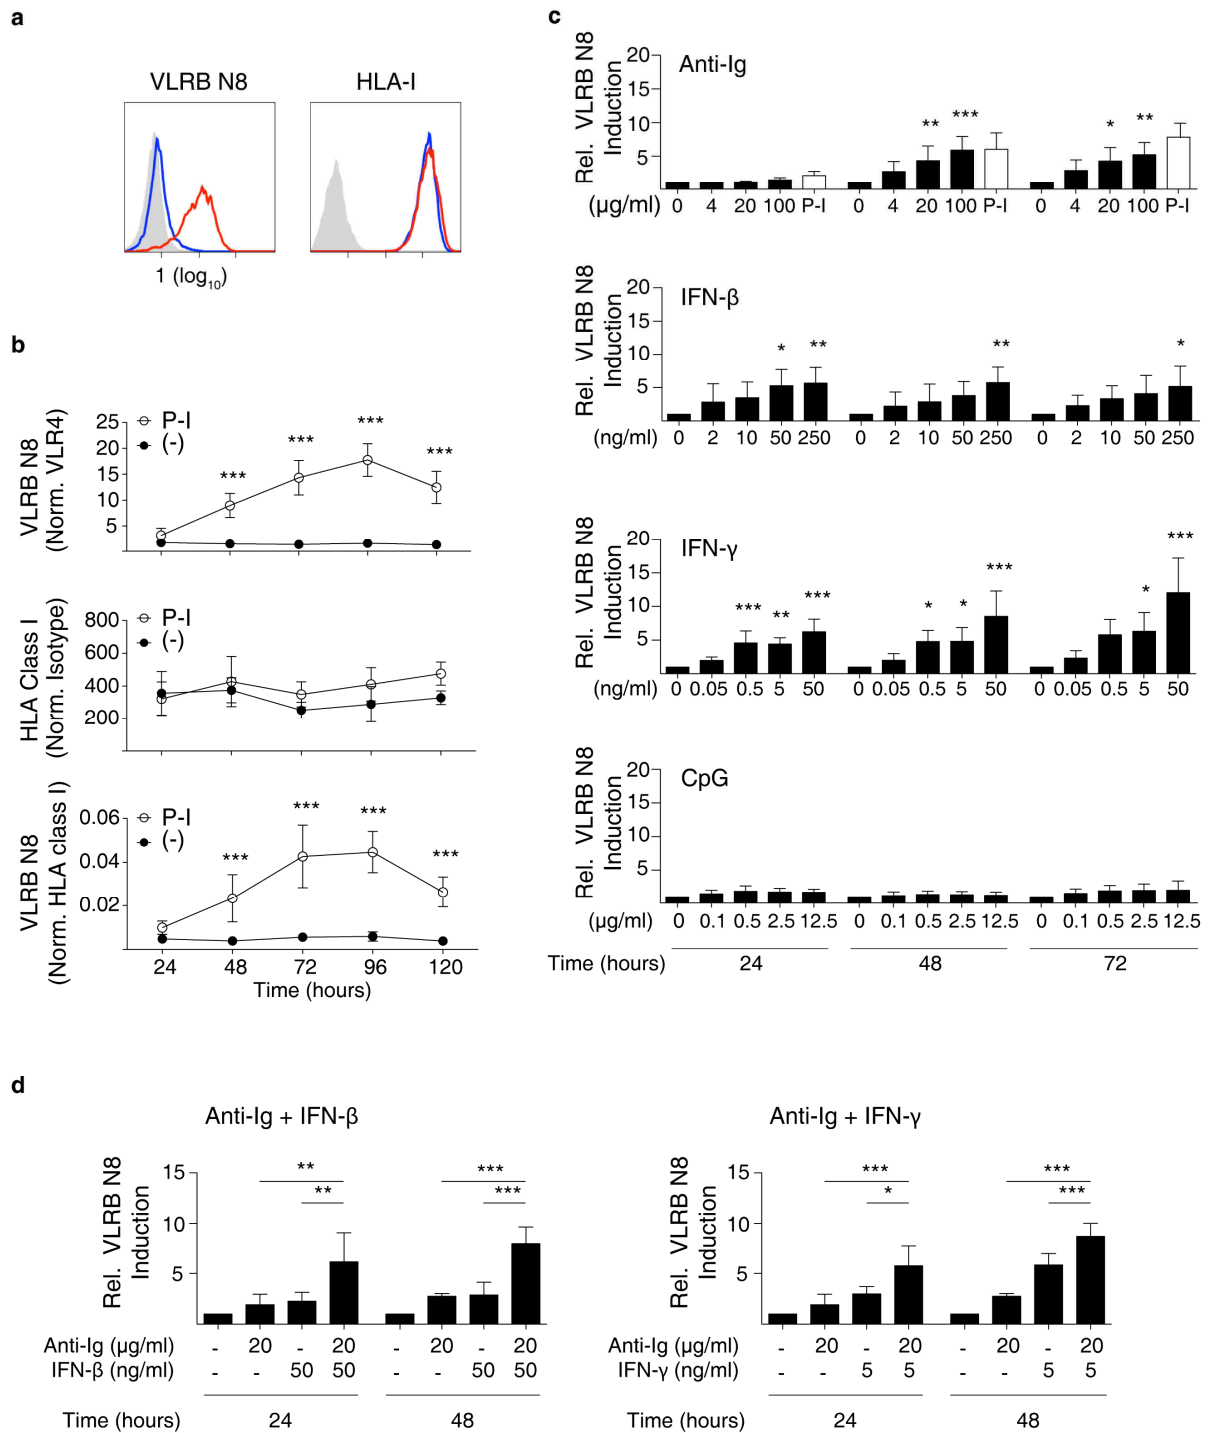 a
VLRB N8
HLA-I
1 (log10)
b
VLRB N8
(Norm. VLR4)
25
20
15
10
5
P-I
(-)
***
***
***
***
HLA Class I
(Norm. Isotype)
800
600
400
200
P-I
(-)
VLRB N8
(Norm. HLA class I)
0.06
0.04
0.02
P-I
(-)
***
***
***
***
24 48 72 96 120
Time (hours)
c
Rel. VLRB N8
Induction
20
15
10
5
Anti-Ig
** *** * **
(µg/ml) 0 4 20 100 P-I 0 4 20 100 P-I 0 4 20 100 P-I
Rel. VLRB N8
Induction
20
15
10
5
IFN-β
* ** ** *
(ng/ml) 0 2 10 50 250 0 2 10 50 250 0 2 10 50 250
Rel. VLRB N8
Induction
20
15
10
5
IFN-γ
*** ** *** * * *** * ***
(ng/ml) 0 0.05 0.5 5 50 0 0.05 0.5 5 50 0 0.05 0.5 5 50
Rel. VLRB N8
Induction
20
15
10
5
CpG
(µg/ml) 0 0.1 0.5 2.5 12.5 0 0.1 0.5 2.5 12.5 0 0.1 0.5 2.5 12.5
Time (hours) 24 48 72
d
Anti-Ig + IFN-β
Rel. VLRB N8
Induction
15
10
5
** ***
** ***
Anti-Ig (µg/ml) - 20 - 20 - 20 - 20
IFN-β (ng/ml) - - 50 50 - - 50 50
Time (hours) 24 48
Anti-Ig + IFN-γ
Rel. VLRB N8
Induction
15
10
5
*** ***
* ***
Anti-Ig (µg/ml) - 20 - 20 - 20 - 20
IFN-γ (ng/ml) - - 5 5 - - 5 5
Time (hours) 24 48